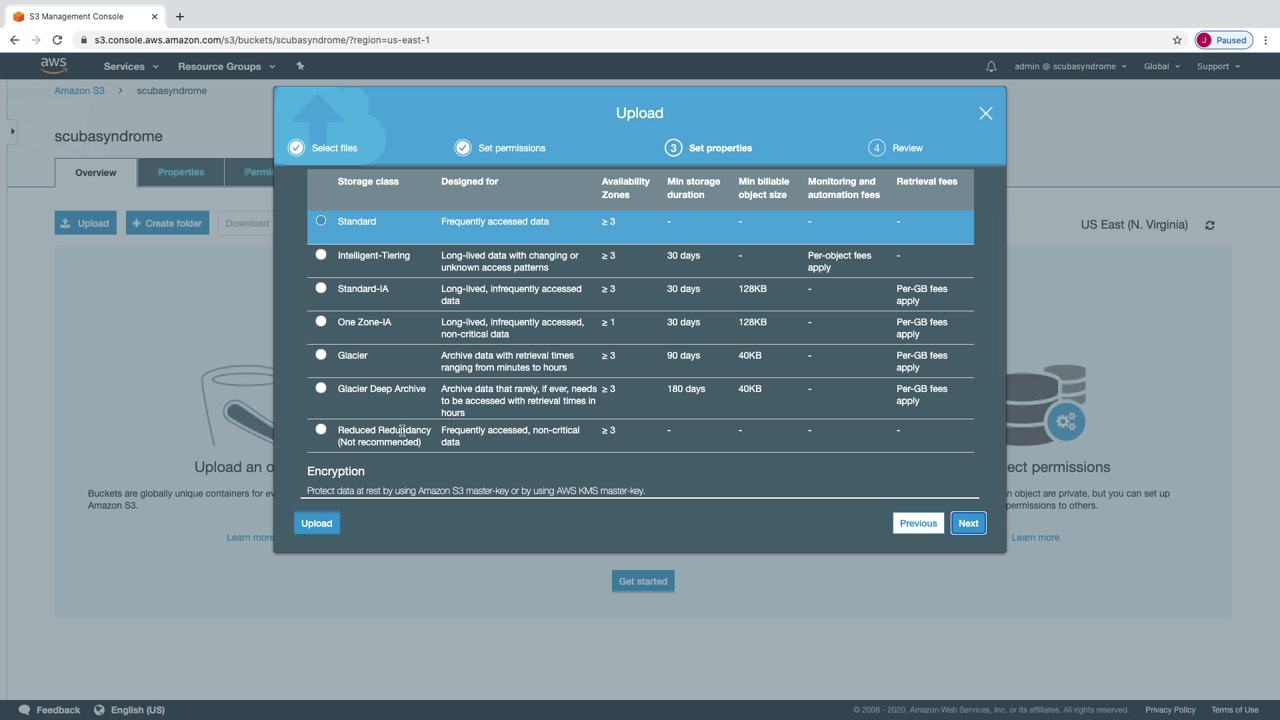 S3 Management Console
s3.console.aws.amazon.com/s3/buckets/scubasyndrome/?region=us-east-1
J Paused
aws Services Resource Groups admin @ scubasyndrome Global Support
Amazon S3 > scubasyndrome
scubasyndrome
Overview Properties
Upload + Create folder Download US East (N. Virginia)
Upload
Select files Set permissions 3 Set properties 4 Review
Storage class Designed for Availability Zones Min storage duration Min billable object size Monitoring and automation fees Retrieval fees
Standard Frequently accessed data ≥ 3 - - - -
Intelligent-Tiering Long-lived data with changing or unknown access patterns ≥ 3 30 days - Per-object fees apply -
Standard-IA Long-lived, infrequently accessed data ≥ 3 30 days 128KB - Per-GB fees apply
One Zone-IA Long-lived, infrequently accessed, non-critical data ≥ 1 30 days 128KB - Per-GB fees apply
Glacier Archive data with retrieval times ranging from minutes to hours ≥ 3 90 days 40KB - Per-GB fees apply
Glacier Deep Archive Archive data that rarely, if ever, needs to be accessed with retrieval times in hours ≥ 3 180 days 40KB - Per-GB fees apply
Reduced Redundancy (Not recommended) Frequently accessed, non-critical data ≥ 3 - - - -
Encryption
Protect data at rest by using Amazon S3 master-key or by using AWS KMS master-key.
Upload Previous Next
Upload an o
Buckets are globally unique containers for
Amazon S3.
Learn more
ect permissions
n object are private, but you can set up
permissions to others.
Learn more
Get started
Feedback English (US) © 2008 - 2020, Amazon Web Services, Inc. or its affiliates. All rights reserved. Privacy Policy Terms of Use